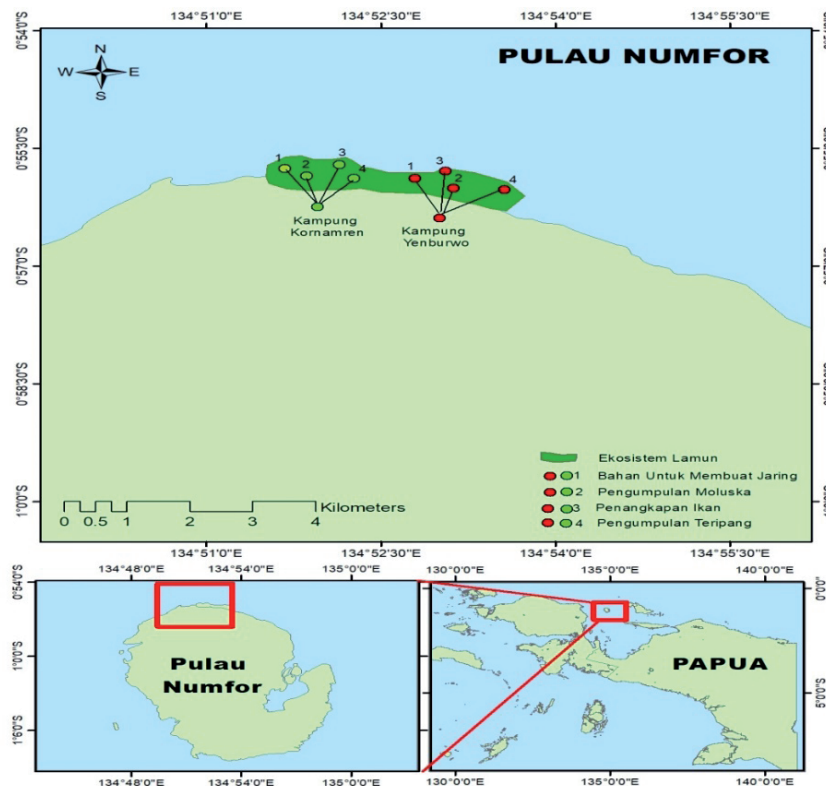 134°51'0"E 134°52'30"E 134°54'0"E 134°55'30"E
0°54'0"S
N
W E
S
PULAU NUMFOR
0°55'30"S
1 2 3 4
1 3 2 4
Kampung
Kornamren
Kampung
Yenburwo
0°57'0"S
0°58'30"S
Ekosistem Lamun
1 Bahan Untuk Membuat Jaring
2 Pengumpulan Moluska
3 Penangkapan Ikan
4 Pengumpulan Teripang
1°0'0"S
Kilometers
0 0.5 1 2 3 4
134°51'0"E 134°52'30"E 134°54'0"E 134°55'30"E
134°48'0"E 134°54'0"E 135°0'0"E
0°54'0"S
1°0'0"S
1°6'0"S
Pulau
Numfor
134°48'0"E 134°54'0"E 135°0'0"E
130°0'0"E 135°0'0"E 140°0'0"E
0°0'0"
5°0'0"S
PAPUA
130°0'0"E 135°0'0"E 140°0'0"E